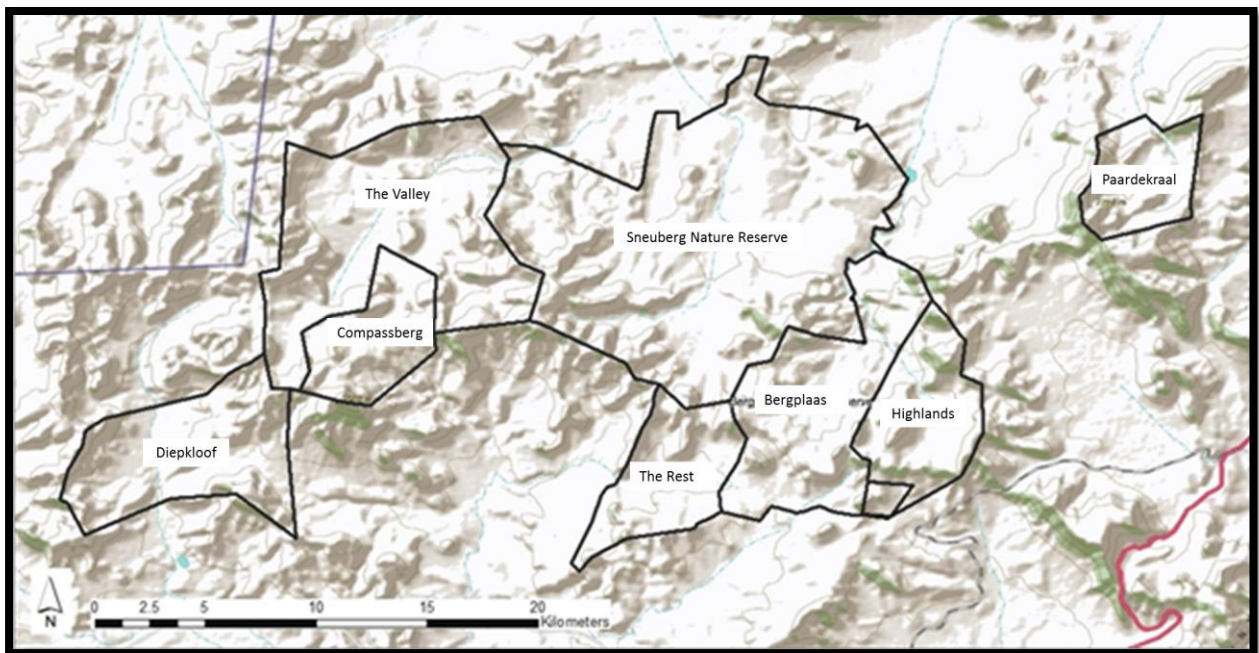 Paardekraal
The Valley
Sneuberg Nature Reserve
Compassberg
Bergplaas
Highlands
Diepkloof
The Rest
N
0 2.5 5 10 15 20
Kilometers